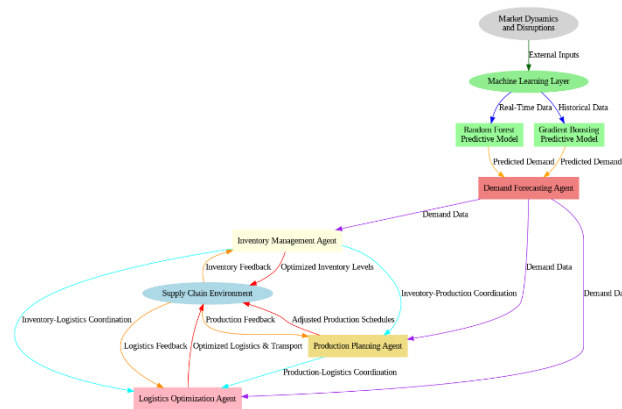 Market Dynamics
and Disruptions
External Inputs
Machine Learning Layer
Real-Time Data
Historical Data
Random Forest
Predictive Model
Gradient Boosting
Predictive Model
Predicted Demand
Predicted Demand
Demand Forecasting Agent
Demand Data
Inventory Management Agent
Inventory Feedback
Optimized Inventory Levels
Demand Data
Demand Da
Supply Chain Environment
Inventory-Production Coordination
Inventory-Logistics Coordination
Production Feedback
Adjusted Production Schedules
Logistics Feedback
Optimized Logistics & Transport
Production Planning Agent
Production-Logistics Coordination
Logistics Optimization Agent